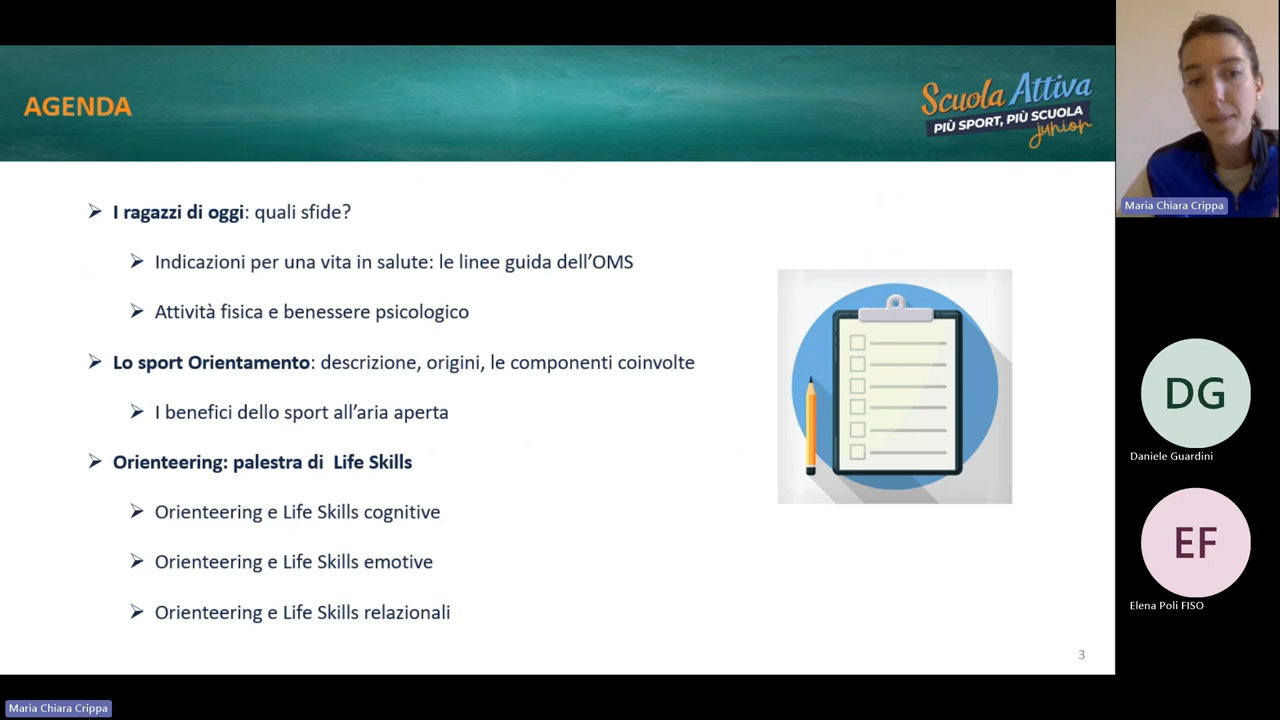 AGENDA
Scuola Attiva
PIÙ SPORT, PIÙ SCUOLA
junior
I ragazzi di oggi: quali sfide?
Indicazioni per una vita in salute: le linee guida dell’OMS
Attività fisica e benessere psicologico
Lo sport Orientamento: descrizione, origini, le componenti coinvolte
I benefici dello sport all’aria aperta
Orienteering: palestra di Life Skills
Orienteering e Life Skills cognitive
Orienteering e Life Skills emotive
Orienteering e Life Skills relazionali
3
Maria Chiara Crippa
DG
Daniele Guardini
EF
Elena Poli FISO
Maria Chiara Crippa